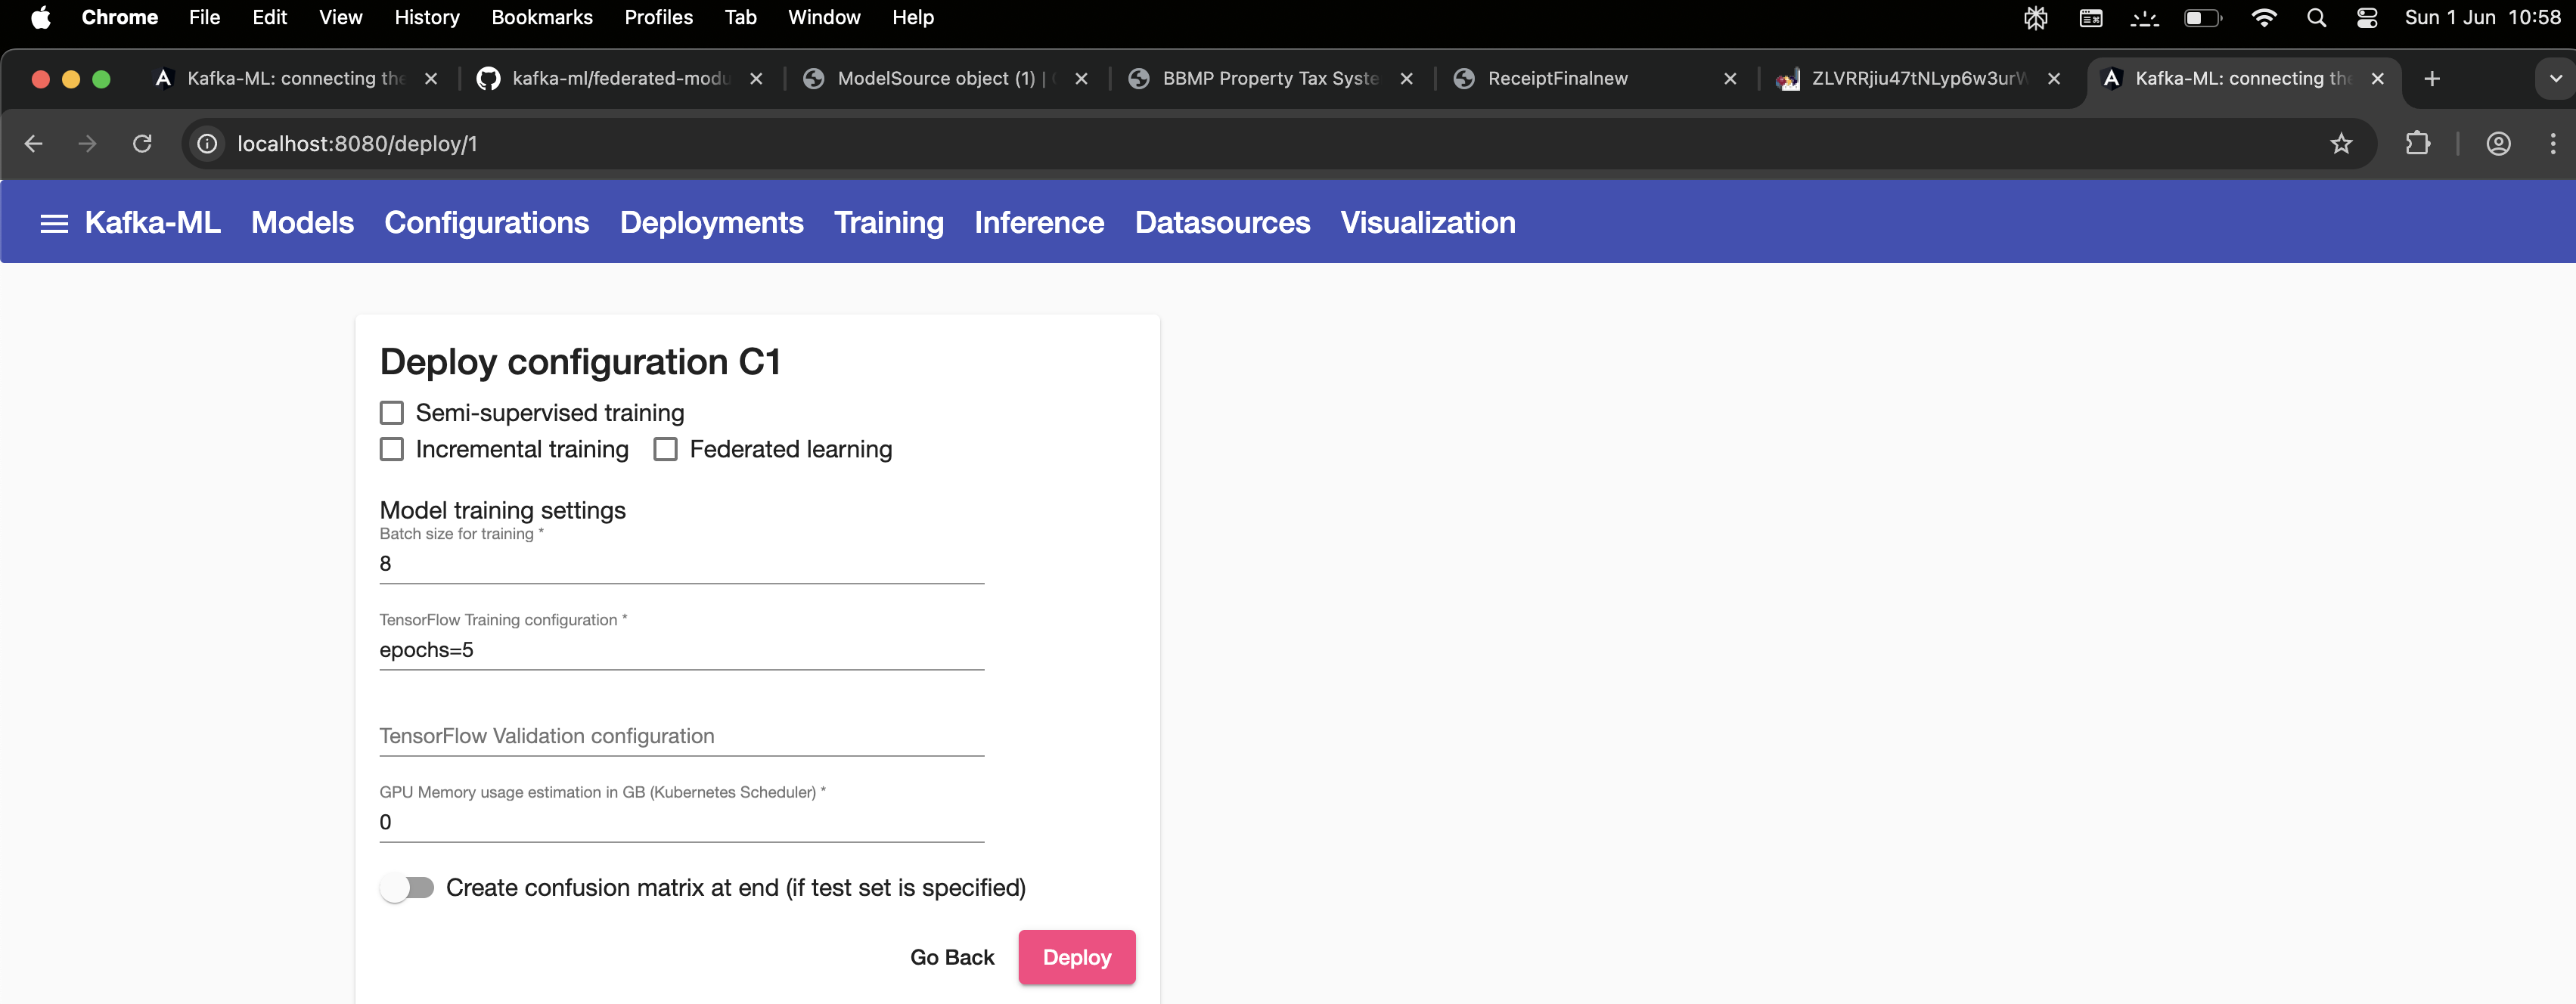 Chrome File Edit View History Bookmarks Profiles Tab Window Help Sun 1 Jun 10:58
Kafka-ML: connecting the kafka-ml/federated-modu ModelSource object (1) | BBMP Property Tax Syste ReceiptFinalnew ZLVRRjiu47tNLyp6w3urW Kafka-ML: connecting the
localhost:8080/deploy/1
Kafka-ML Models Configurations Deployments Training Inference Datasources Visualization
Deploy configuration C1
Semi-supervised training
Incremental training Federated learning
Model training settings
Batch size for training *
8
TensorFlow Training configuration *
epochs=5
TensorFlow Validation configuration
GPU Memory usage estimation in GB (Kubernetes Scheduler) *
0
Create confusion matrix at end (if test set is specified)
Go Back Deploy